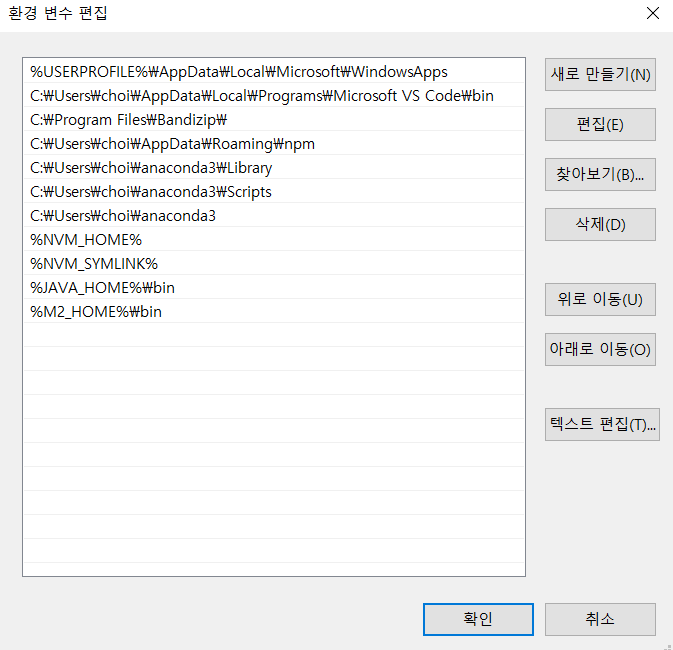 환경 변수 편집
%USERPROFILE%₩AppData₩Local₩Microsoft₩WindowsApps
C:₩Users₩choi₩AppData₩Local₩Programs₩Microsoft VS Code₩bin
C:₩Program Files₩Bandizip₩
C:₩Users₩choi₩AppData₩Roaming₩npm
C:₩Users₩choi₩anaconda3₩Library
C:₩Users₩choi₩anaconda3₩Scripts
C:₩Users₩choi₩anaconda3
%NVM_HOME%
%NVM_SYMLINK%
%JAVA_HOME%₩bin
%M2_HOME%₩bin
새로 만들기(N)
편집(E)
찾아보기(B)...
삭제(D)
위로 이동(U)
아래로 이동(O)
텍스트 편집(T)...
확인
취소